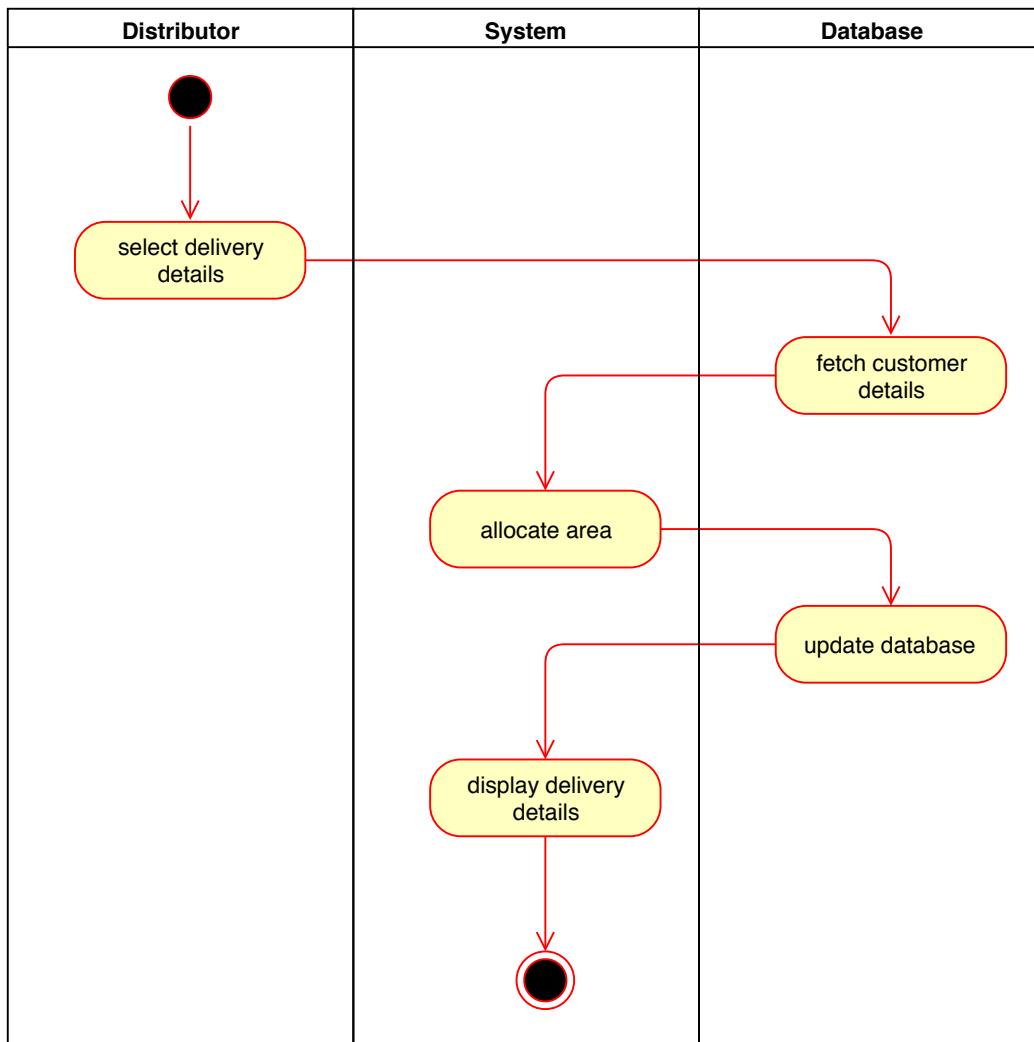 Distributor
System
Database
select delivery
details
fetch customer
details
allocate area
update database
display delivery
details